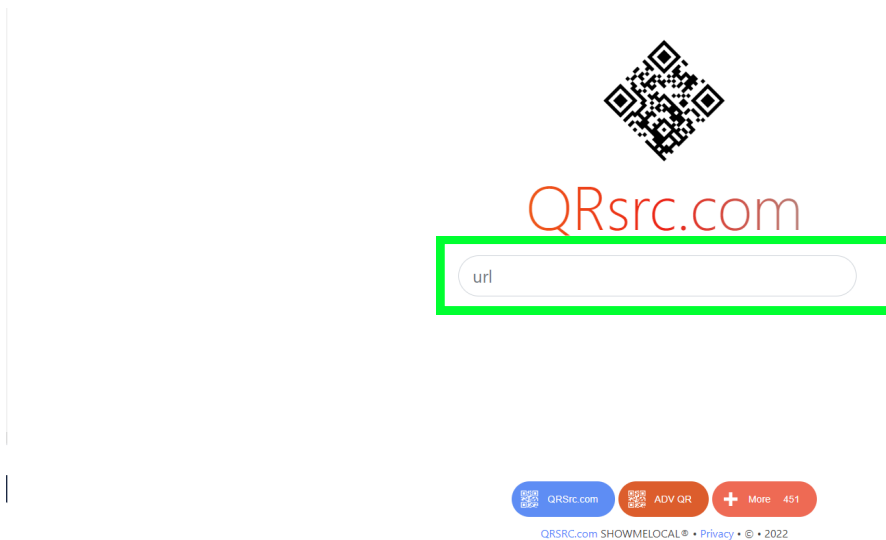 QRsrc.com
url
QRSrc.com ADV QR More 451
QRSRC.com SHOWMELOCAL® • Privacy • © • 2022